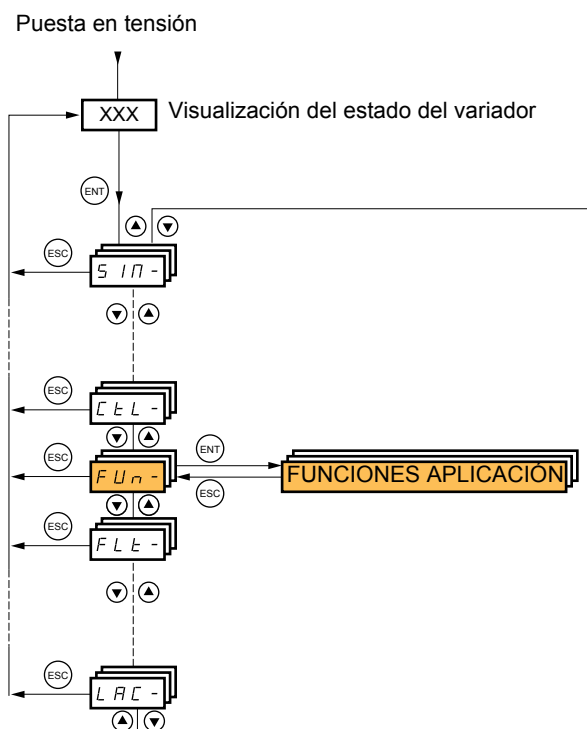 Puesta en tensión
XXX Visualización del estado del variador
ENT
ESC
SIM-
ESC
CtL-
ESC
ENT
FUn-
FUNCIONES APLICACIÓN
ESC
ESC
FLt-
ESC
LAC-